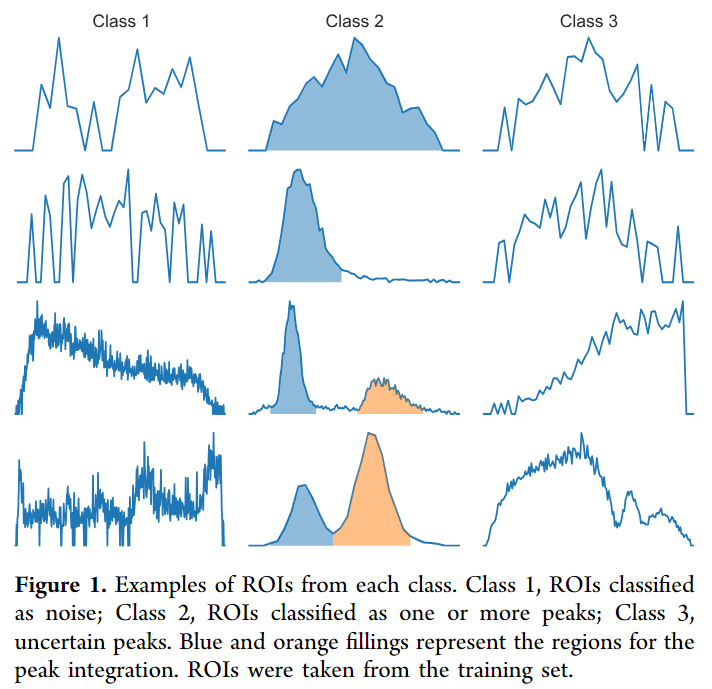 Class 1 Class 2 Class 3
Figure 1. Examples of ROIs from each class. Class 1, ROIs classified
as noise; Class 2, ROIs classified as one or more peaks; Class 3,
uncertain peaks. Blue and orange fillings represent the regions for the
peak integration. ROIs were taken from the training set.